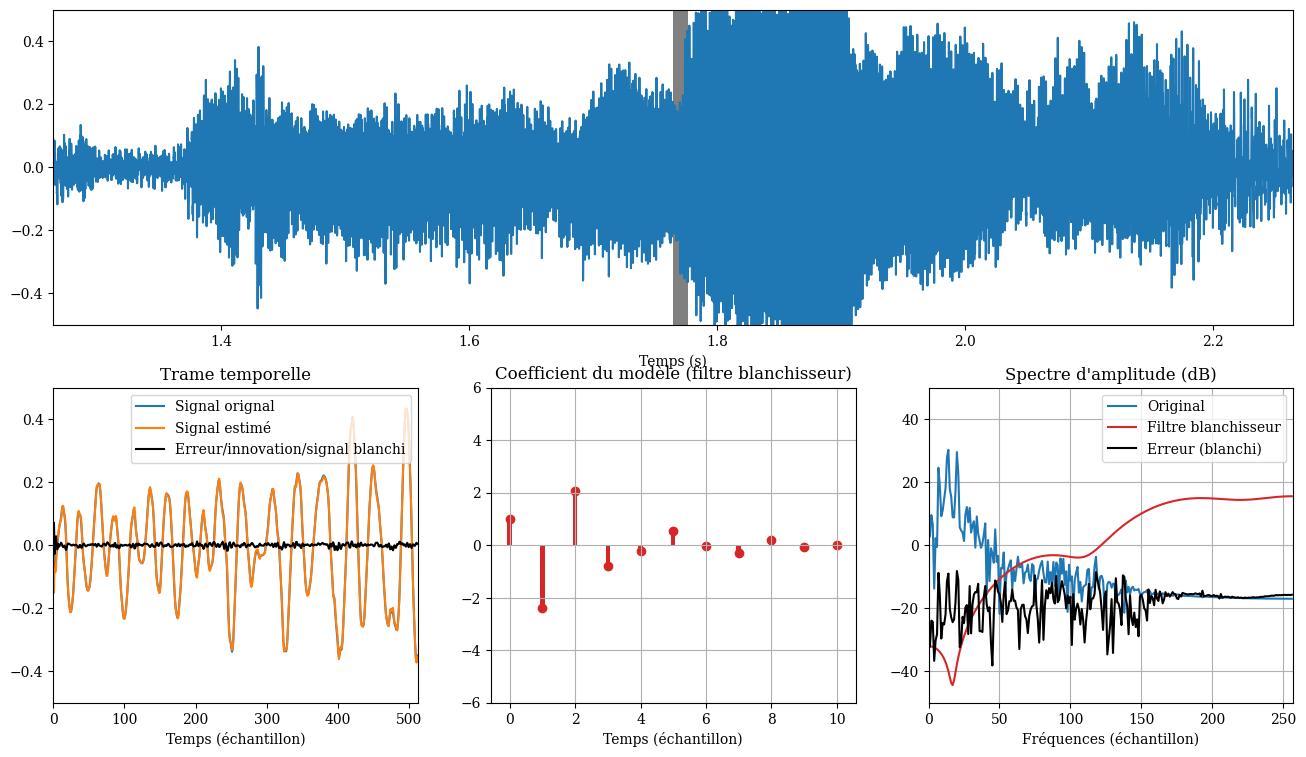 0.4
0.2
0.0
−0.2
−0.4
1.4 1.6 1.8 2.0 2.2
Temps (s)
Trame temporelle
Signal orignal
Signal estimé
Erreur/innovation/signal blanchi
0.4
0.2
0.0
−0.2
−0.4
0 100 200 300 400 500
Temps (échantillon)
Coefficient du modèle (filtre blanchisseur)
6
4
2
0
−2
−4
−6
0 2 4 6 8 10
Temps (échantillon)
Spectre d'amplitude (dB)
Original
Filtre blanchisseur
Erreur (blanchi)
40
20
0
−20
−40
0 50 100 150 200 250
Fréquences (échantillon)